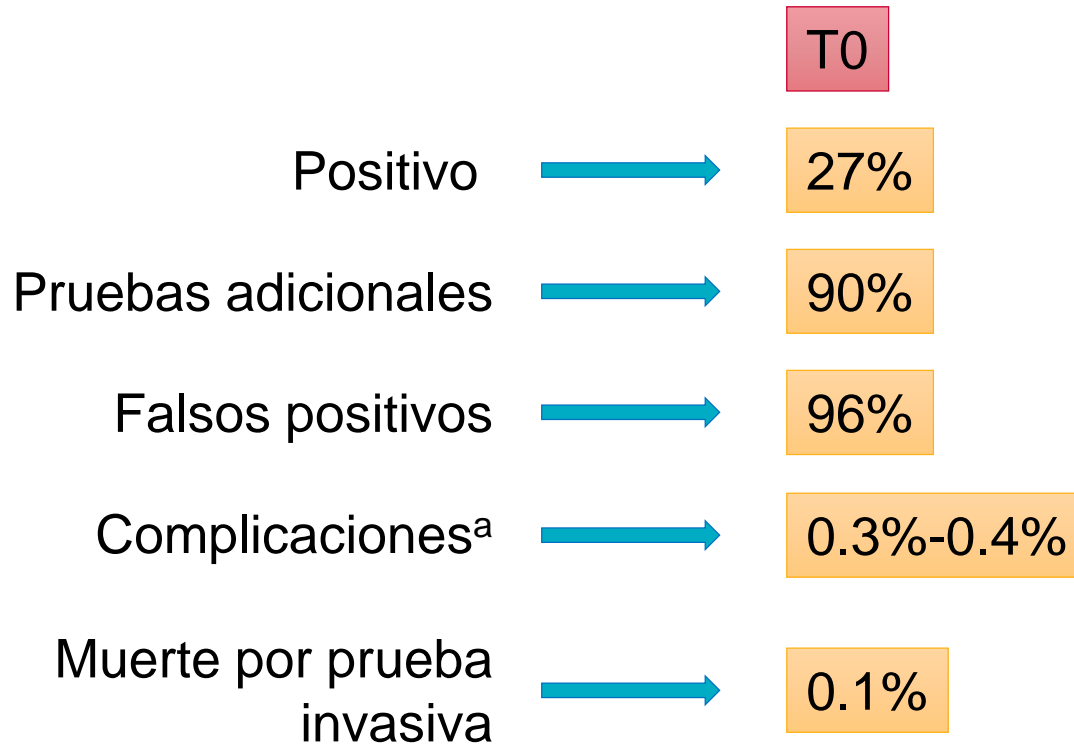 T0
Positivo 27%
Pruebas adicionales 90%
Falsos positivos 96%
Complicacionesª 0.3%-0.4%
Muerte por prueba
invasiva 0.1%